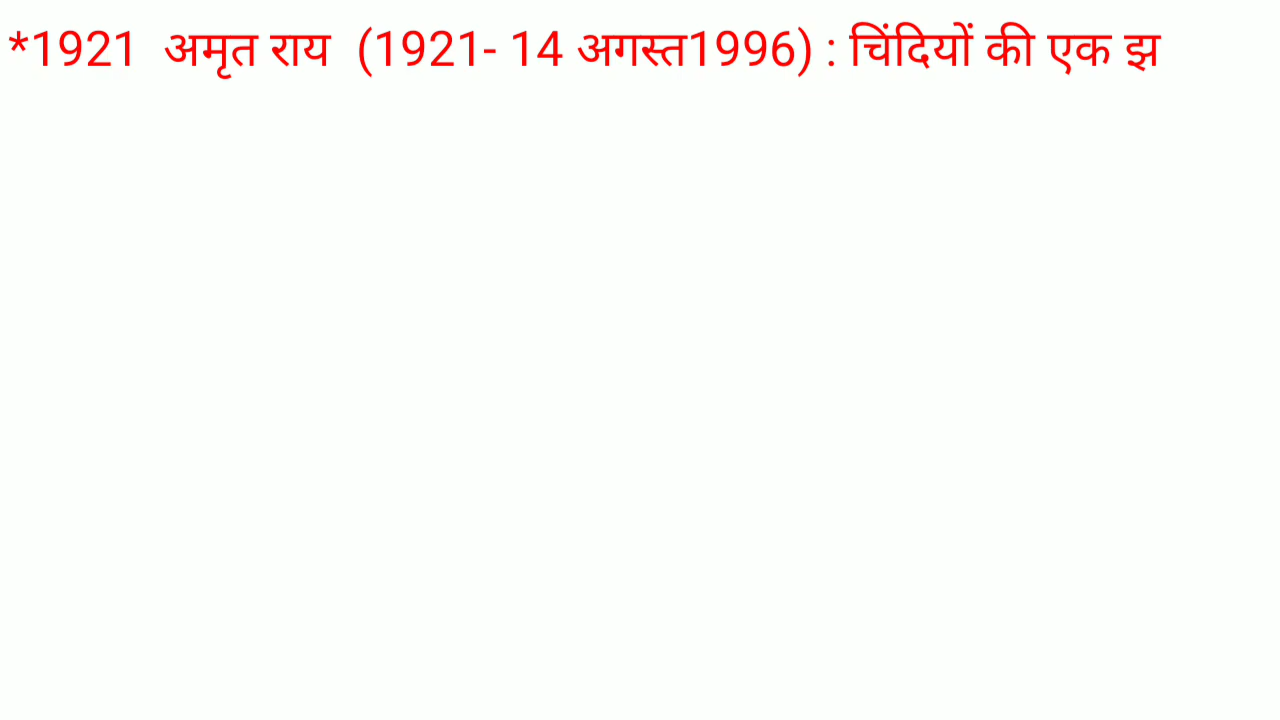 *1921  अमृत राय  (1921- 14 अगस्त1996) : चिंदियों की एक झ